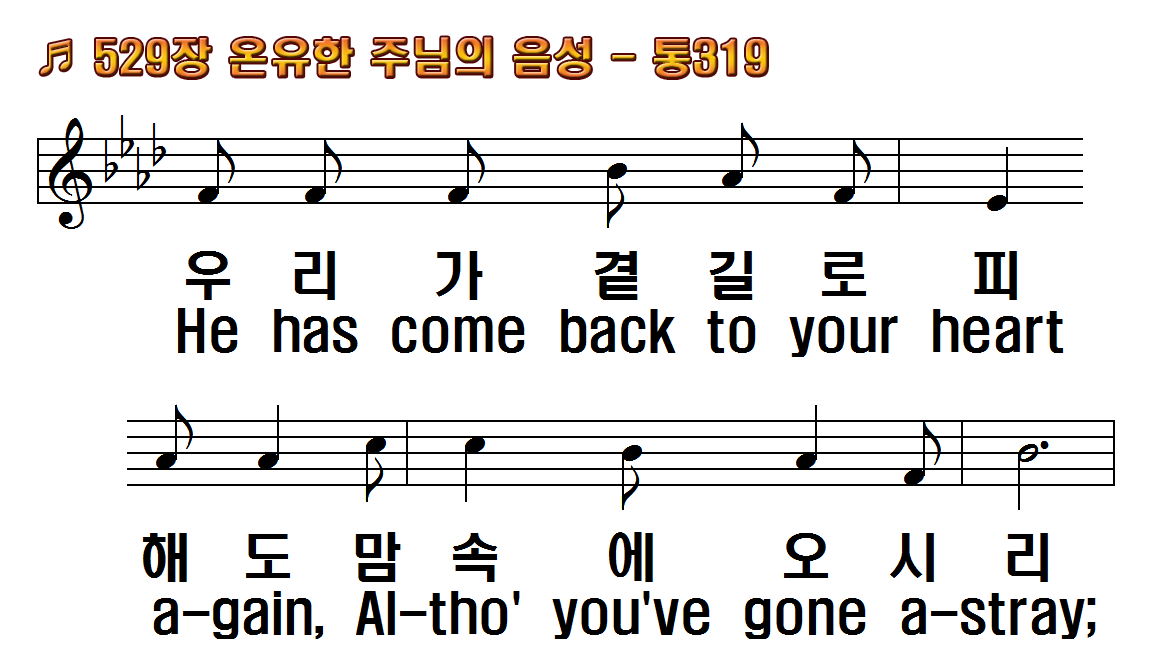 ♬ 529장 온유한 주님의 음성 - 통319
우 리 가 곁 길 로 피
He has come back to your heart
해 도 맘 속 에 오 시 리
a-gain, Al-tho' you've gone a-stray;